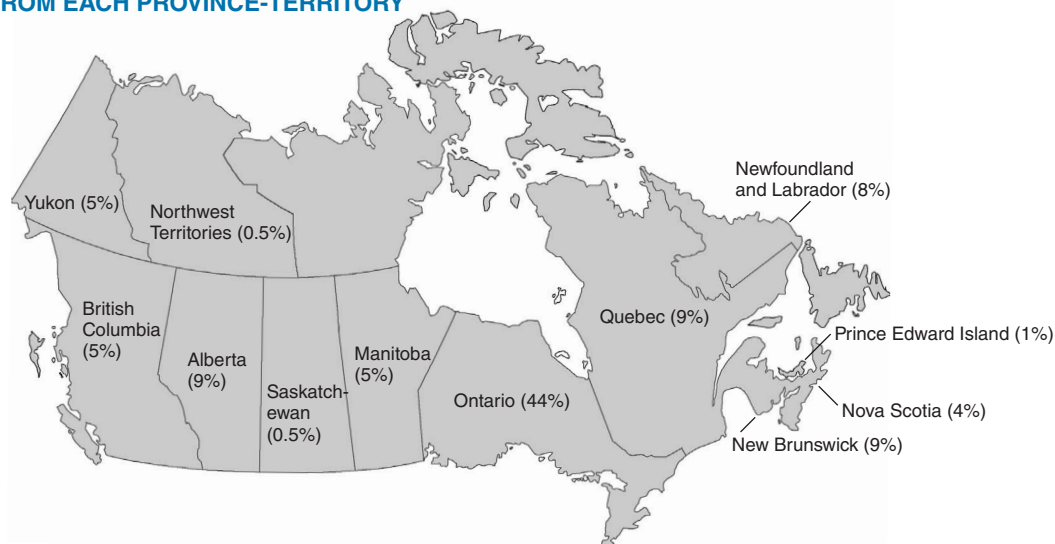 ROM EACH PROVINCE-TERRITORY
Newfoundland
and Labrador (8%)
Yukon (5%)
Northwest
Territories (0.5%)
British
Columbia
(5%)
Alberta
(9%)
Saskatch-
ewan
(0.5%)
Manitoba
(5%)
Ontario (44%)
Quebec (9%)
Prince Edward Island (1%)
Nova Scotia (4%)
New Brunswick (9%)